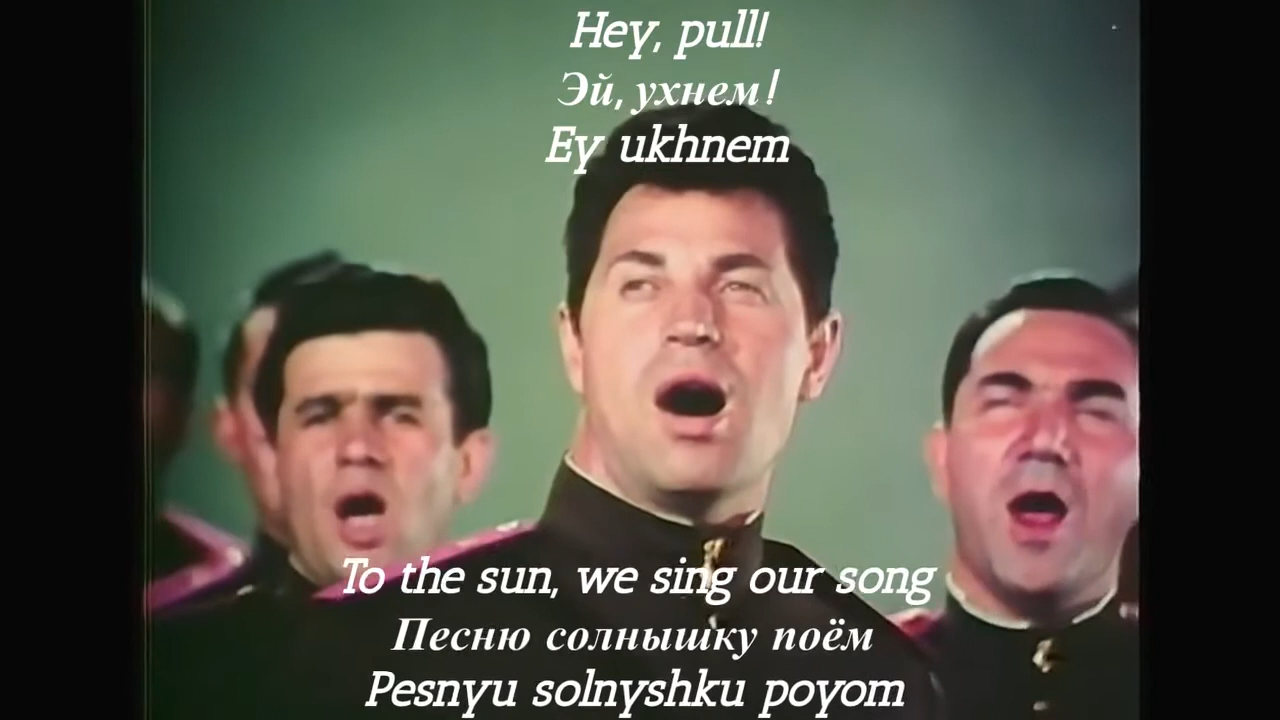 Hey, pull!
Эй, ухнем!
Ey ukhnem
To the sun, we sing our song
Песню солнышку поём
Pesnyu solnyshku poyom